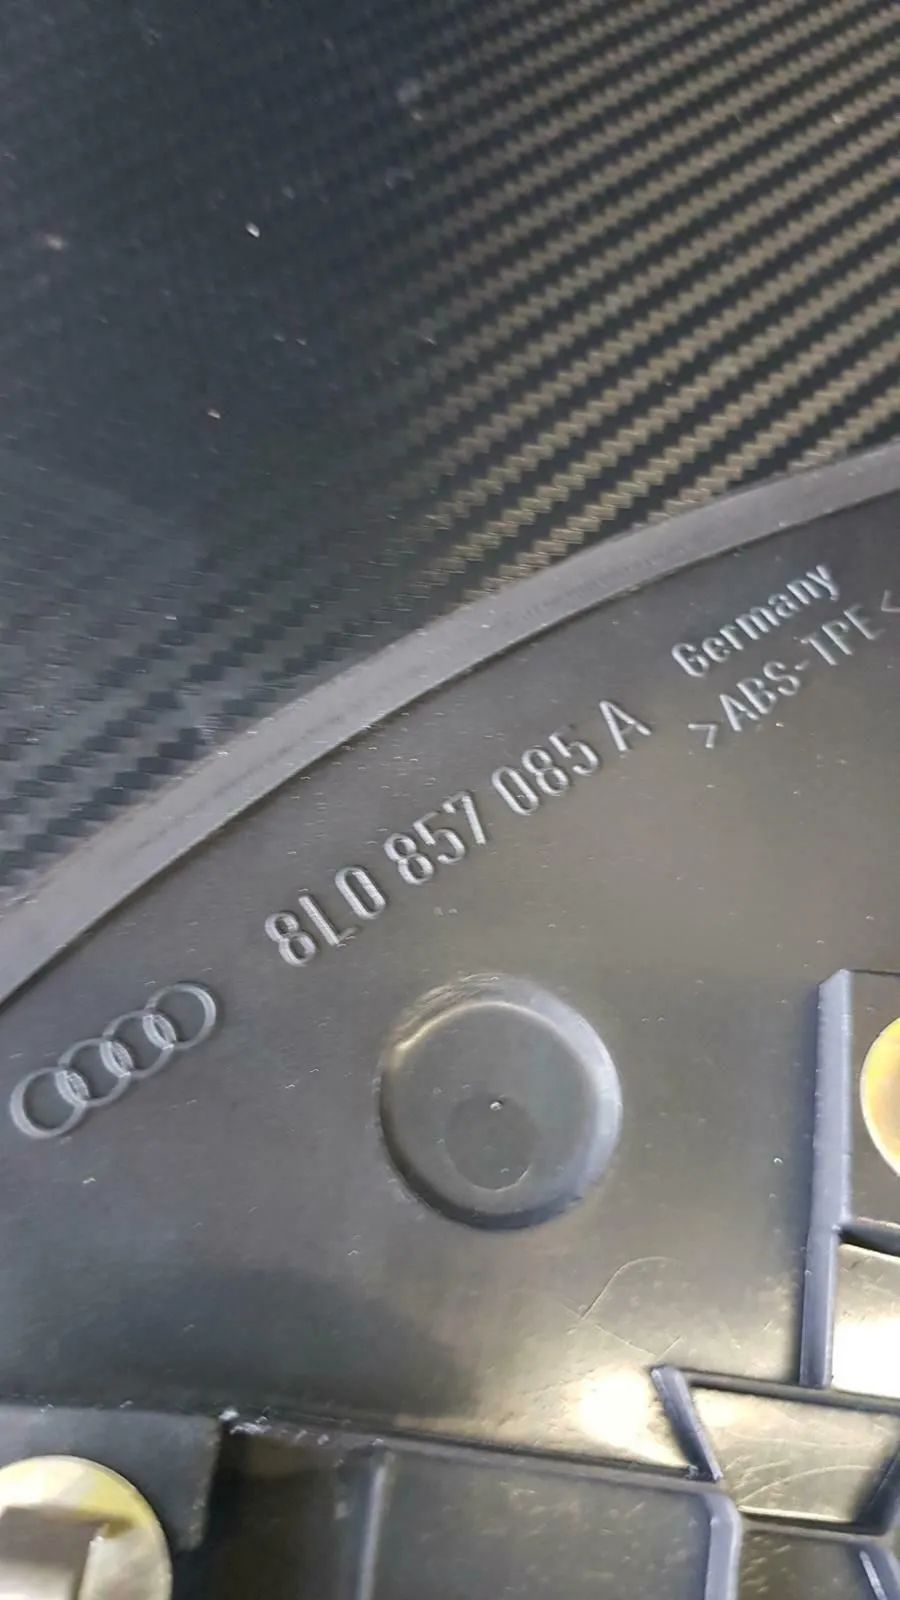 Germany
>ABS-TPE<
8L0 857 085 A